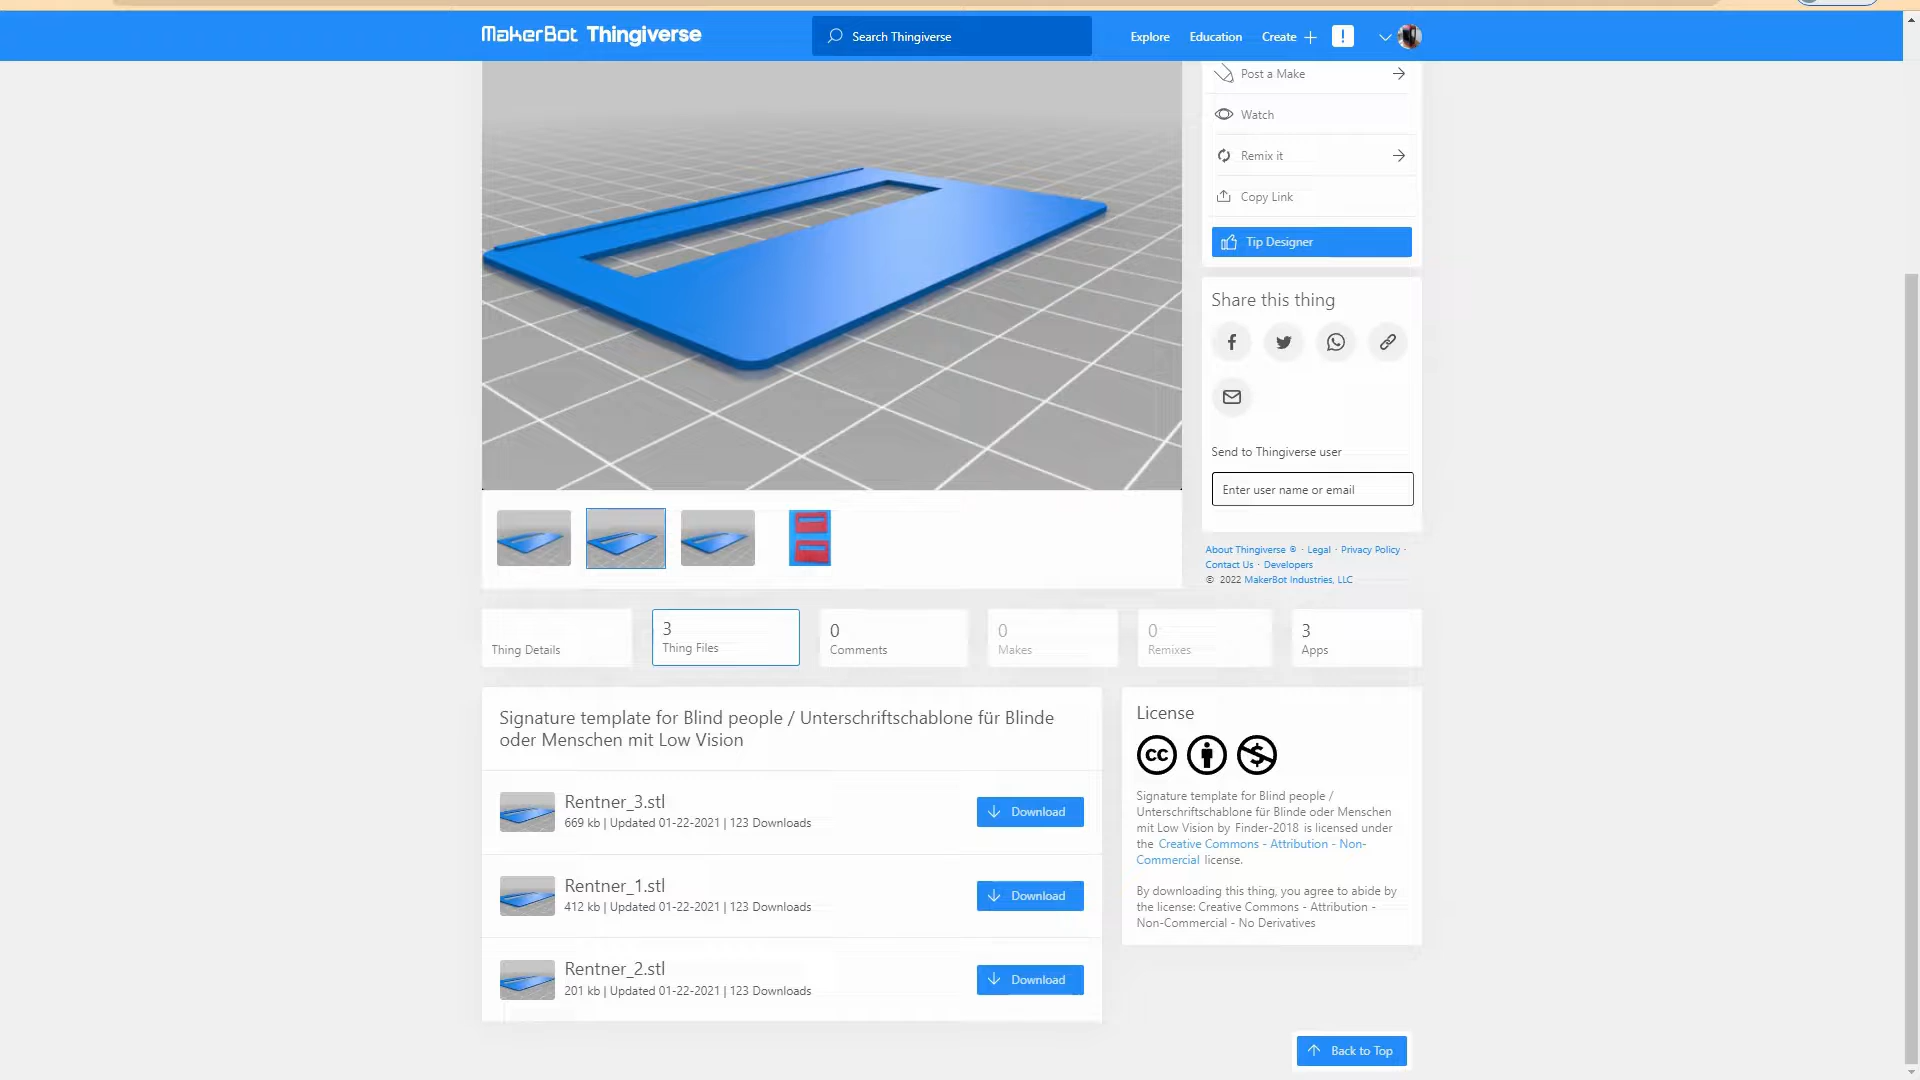 MakerBot Thingiverse
Search Thingiverse
Explore
Education
Create
Post a Make
Watch
Remix it
Copy Link
Tip Designer
Share this thing
Send to Thingiverse user
Enter user name or email
About Thingiverse ® · Legal · Privacy Policy ·
Contact Us · Developers
© 2022 MakerBot Industries, LLC
Thing Details
3
Thing Files
0
Comments
0
Makes
0
Remixes
3
Apps
Signature template for Blind people / Unterschriftschablone für Blinde
oder Menschen mit Low Vision
Rentner_3.stl
669 kb | Updated 01-22-2021 | 123 Downloads
Download
Rentner_1.stl
412 kb | Updated 01-22-2021 | 123 Downloads
Download
Rentner_2.stl
201 kb | Updated 01-22-2021 | 123 Downloads
Download
License
cc
Signature template for Blind people /
Unterschriftschablone für Blinde oder Menschen
mit Low Vision by Finder-2018 is licensed under
the Creative Commons - Attribution - Non-
Commercial license.
By downloading this thing, you agree to abide by
the license: Creative Commons - Attribution -
Non-Commercial - No Derivatives
Back to Top